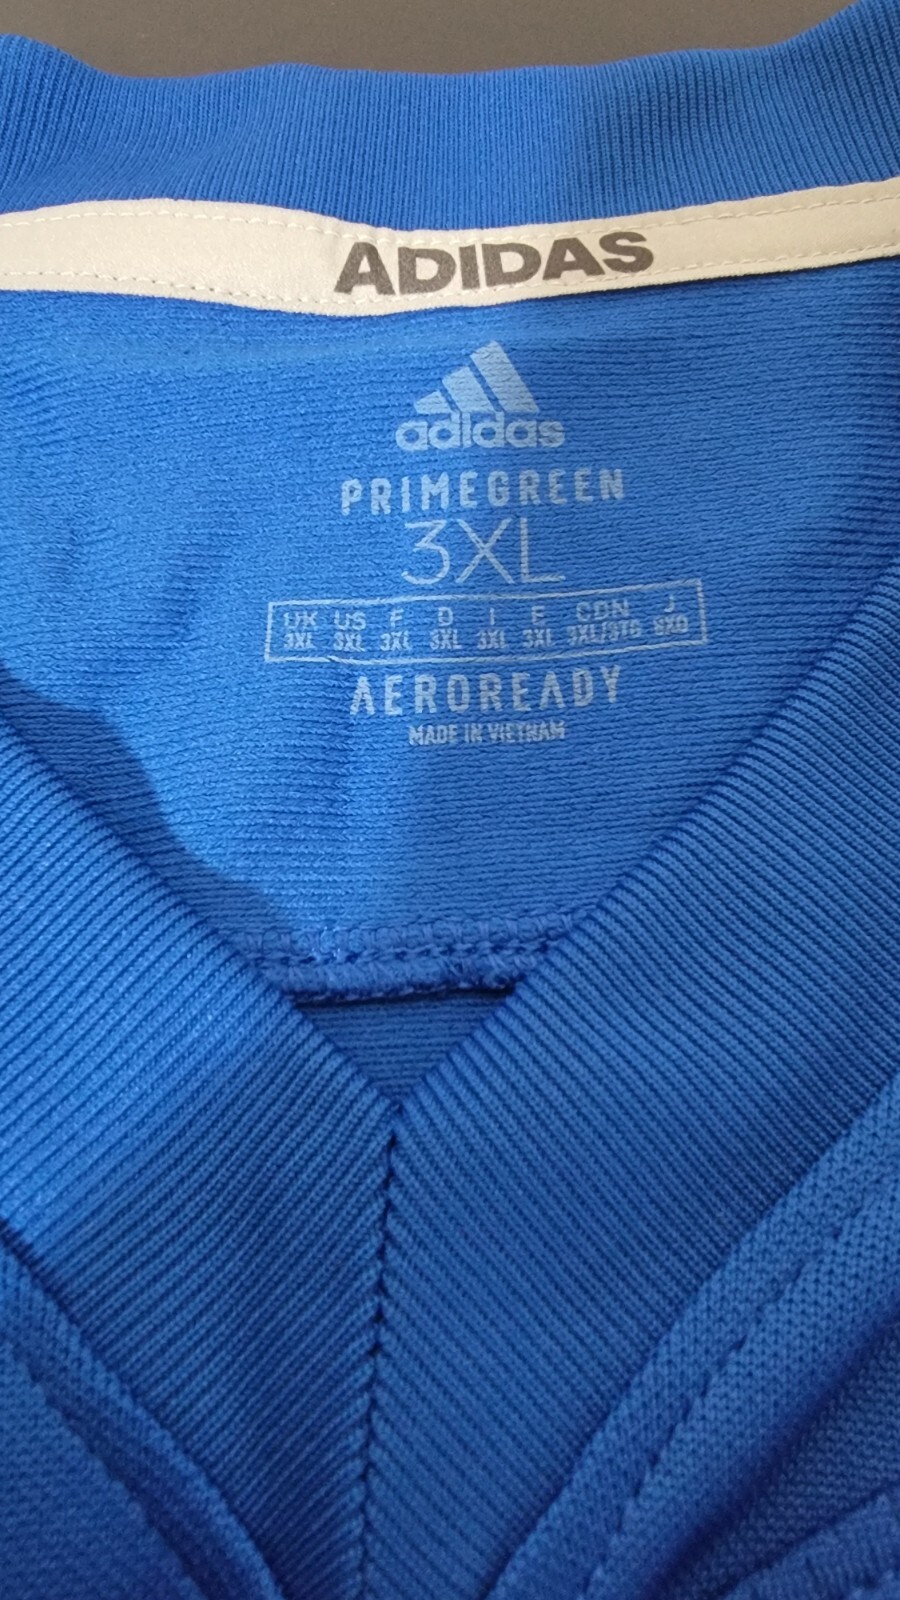 ADIDAS
adidas
PRIMEGREEN
3XL
UK US F D I E CDN J
3XL 3XL 3XL 3XL 3XL 3XL 3XL/3TG
AEROREADY
MADE IN VIETNAM